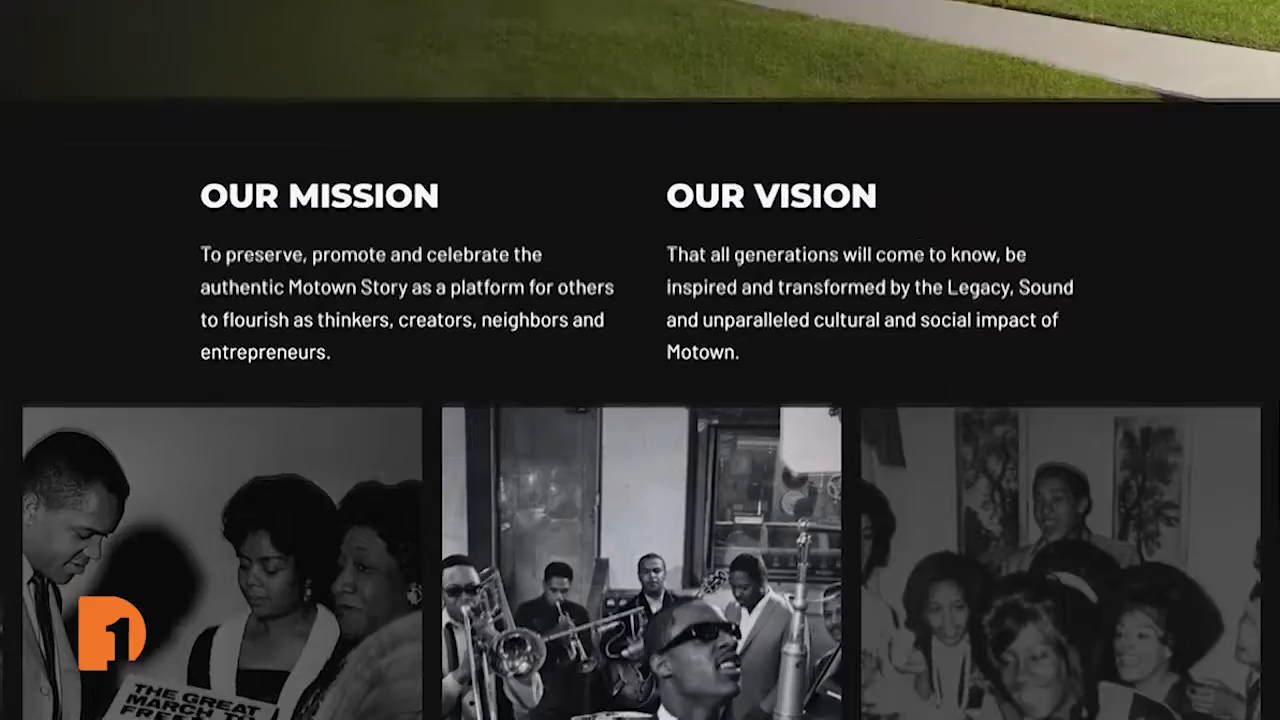 OUR MISSION
To preserve, promote and celebrate the
authentic Motown Story as a platform for others
to flourish as thinkers, creators, neighbors and
entrepreneurs.
OUR VISION
That all generations will come to know, be
inspired and transformed by the Legacy, Sound
and unparalleled cultural and social impact of
Motown.
1
THE GREAT
MARCH